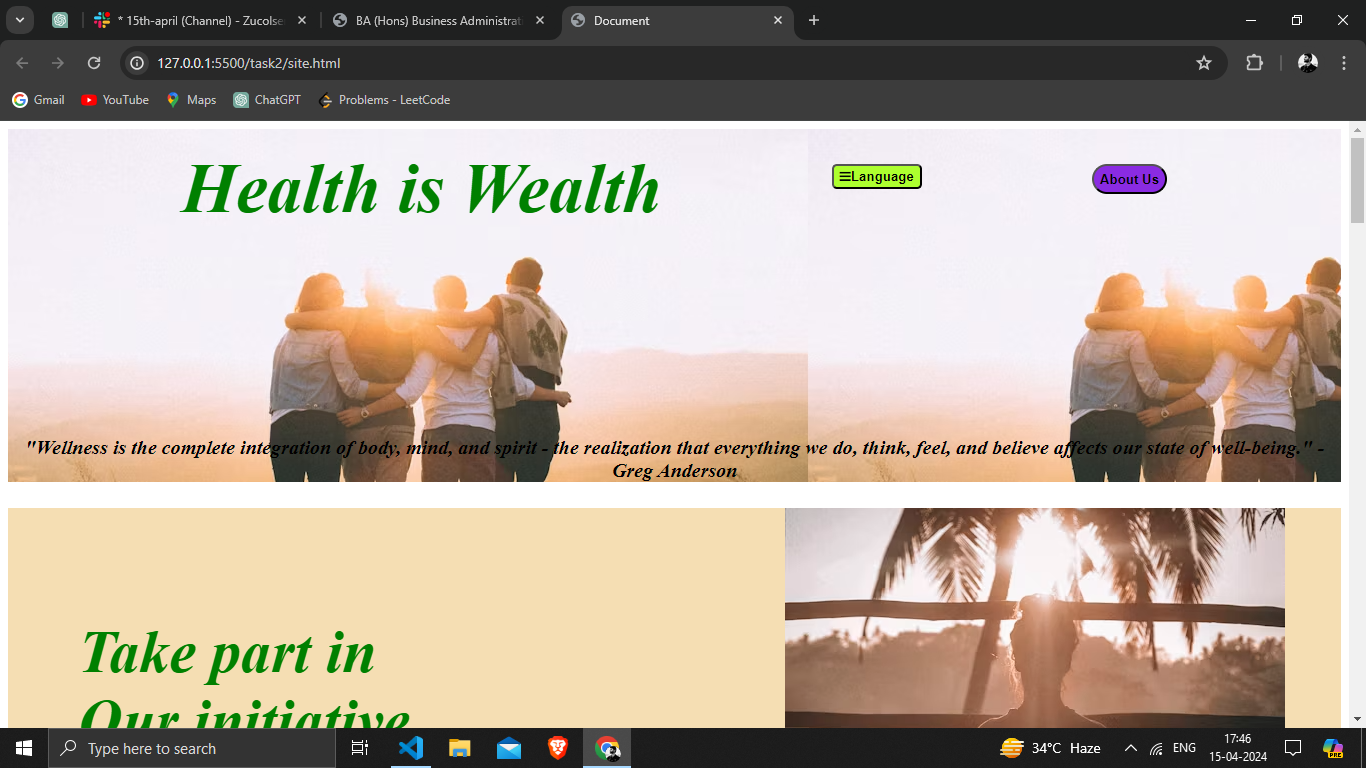 * 15th-april (Channel) - Zucolse
BA (Hons) Business Administrat
Document
127.0.0.1:5500/task2/site.html
Gmail
YouTube
Maps
ChatGPT
Problems - LeetCode
Health is Wealth
☰Language
About Us
"Wellness is the complete integration of body, mind, and spirit - the realization that everything we do, think, feel, and believe affects our state of well-being." -
Greg Anderson
Take part in
Our initiative
Type here to search
34°C Haze
ENG
17:46
15-04-2024
PRE